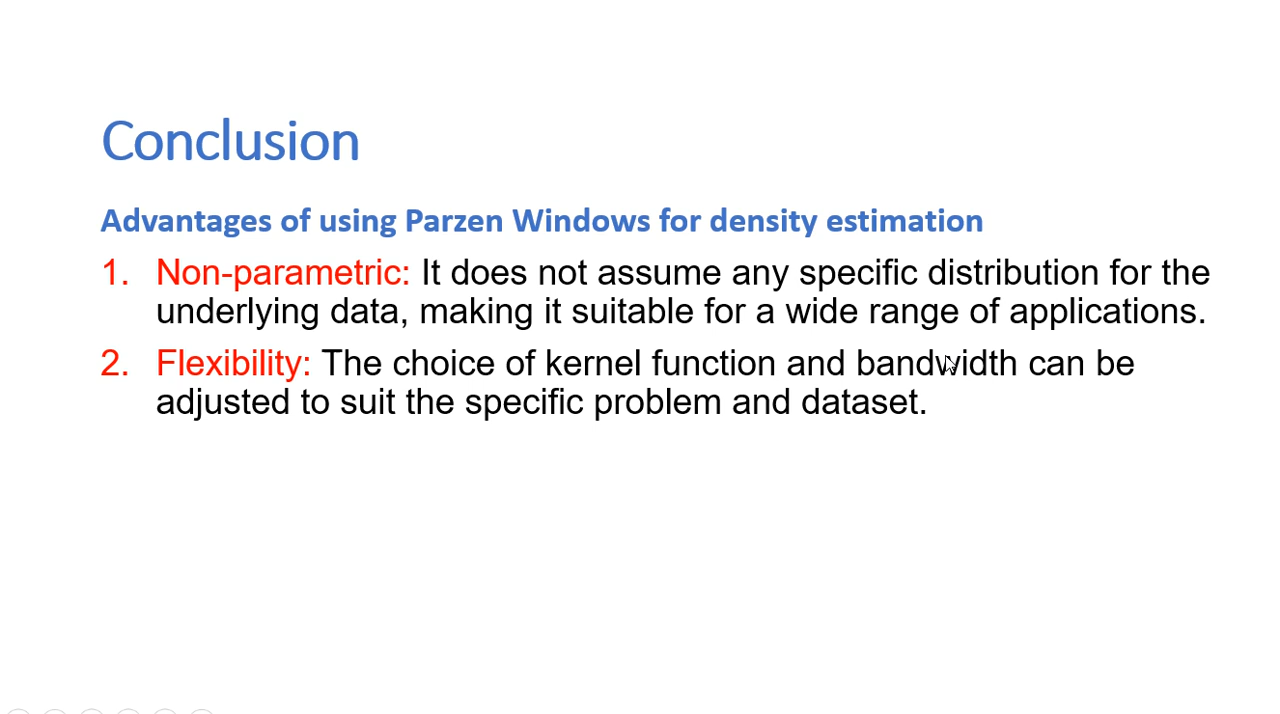 Conclusion
Advantages of using Parzen Windows for density estimation
1. Non-parametric: It does not assume any specific distribution for the
underlying data, making it suitable for a wide range of applications.
2. Flexibility: The choice of kernel function and bandwidth can be
adjusted to suit the specific problem and dataset.